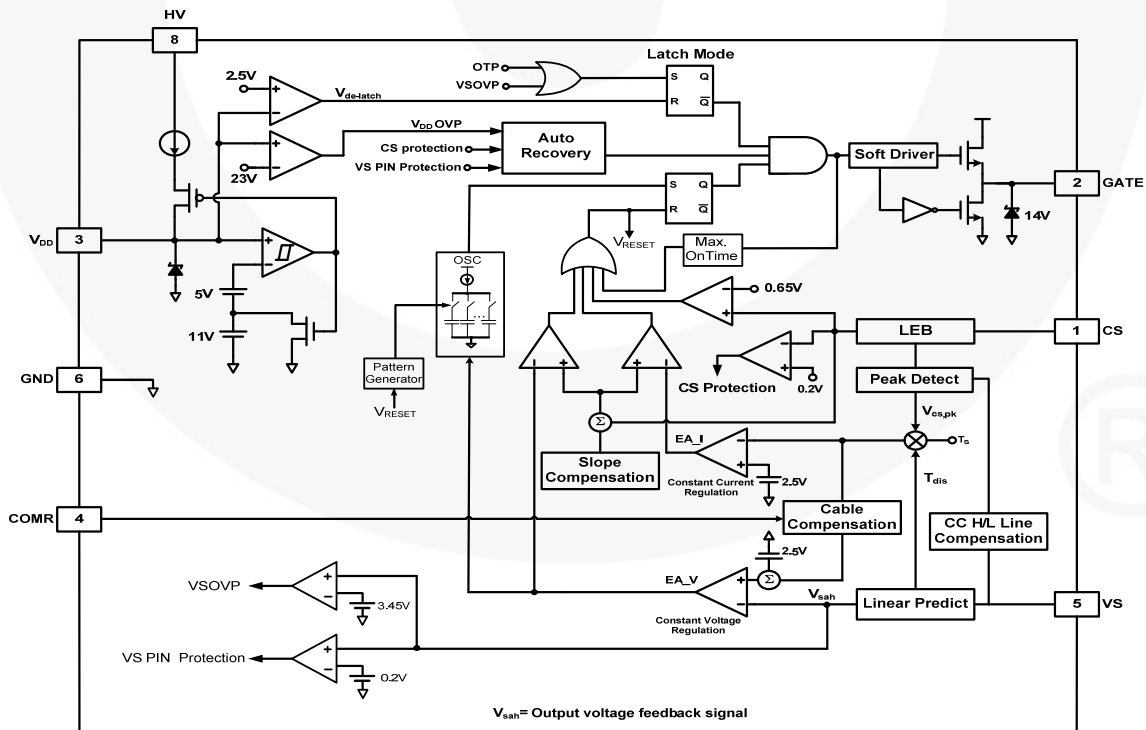 HV
8
Latch Mode
OTP
VSOVP
S Q
R Q
2.5V
Vde-latch
VDD OVP
CS protection
VS PIN Protection
Auto
Recovery
23V
Soft Driver
2
GATE
14V
S Q
R Q
VRESET
Max.
OnTime
VDD
3
OSC
5V
11V
0.65V
LEB
1
CS
GND
6
Pattern
Generator
VRESET
CS Protection
0.2V
Peak Detect
Vcs,pk
Σ
EA_I
TS
Slope
Compensation
Constant Current
Regulation
2.5V
Tdis
COMR
4
Cable
Compensation
CC H/L Line
Compensation
2.5V
Σ
EA_V
Vsah
Linear Predict
5
VS
Constant Voltage
Regulation
VSOVP
3.45V
VS PIN Protection
0.2V
Vsah= Output voltage feedback signal
R